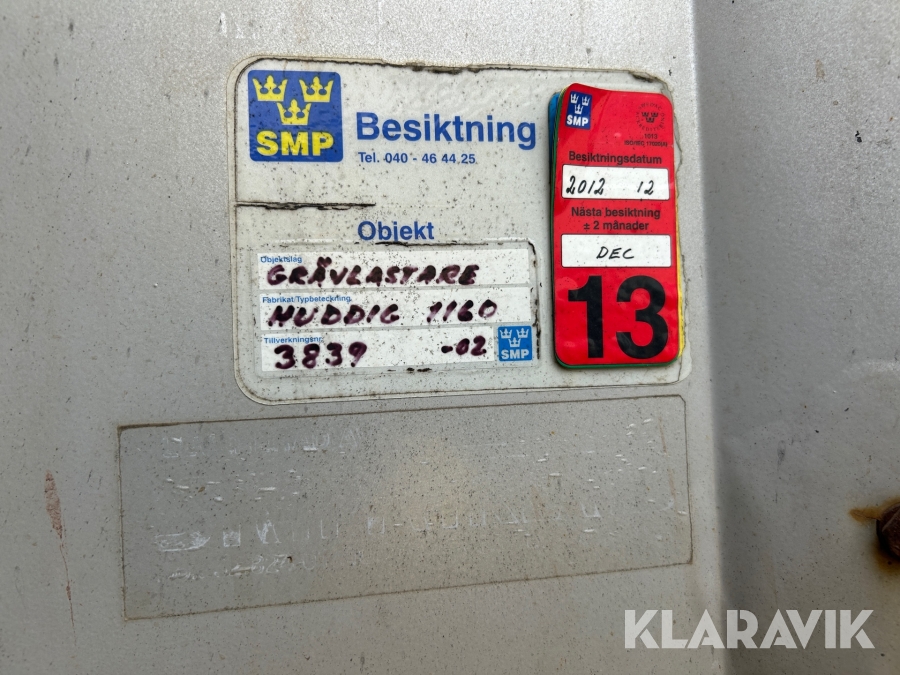 SMP
Besiktning
Tel. 040 - 46 44 25
Objekt
Objektslag
GRÄVLASTARE
Fabrikat/Typbeteckning
HUDDIG 1160
Tillverkningsnr.
3839 -02
SMP
SMP
1013
Besiktningsdatum
2012 12
Nästa besiktning
± 2 månader
DEC
13
KLARAVIK